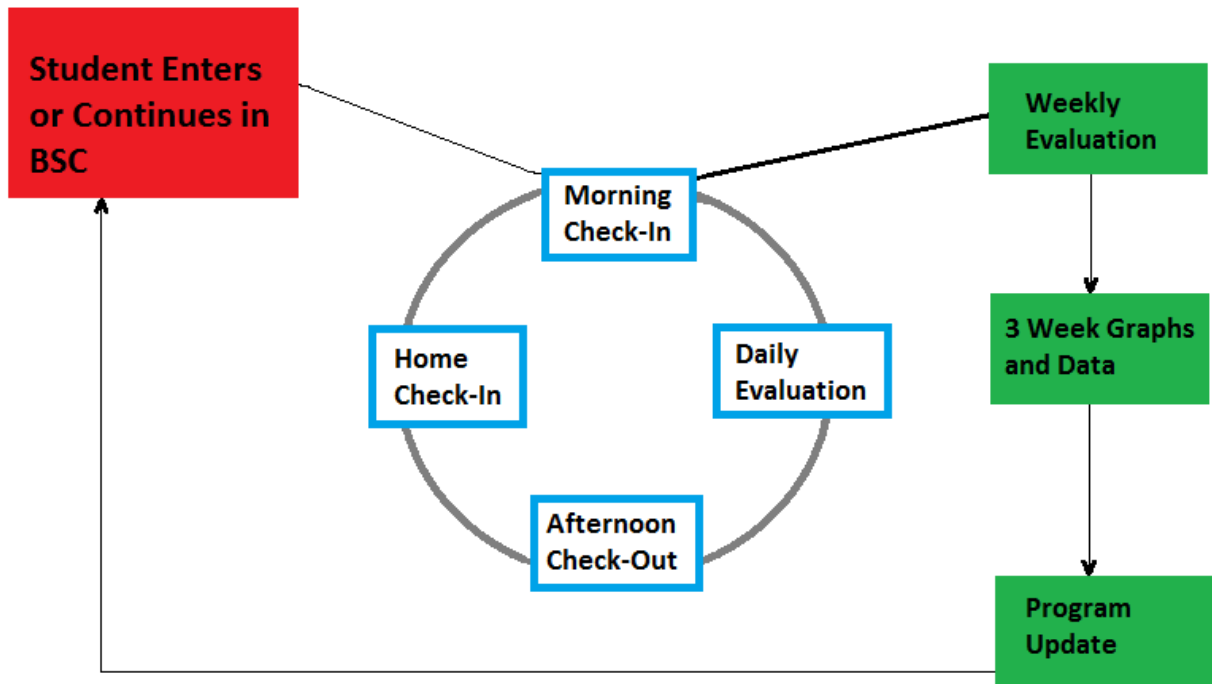 Student Enters
or Continues in
BSC
Weekly
Evaluation
Morning
Check-In
3 Week Graphs
and Data
Home
Check-In
Daily
Evaluation
Afternoon
Check-Out
Program
Update